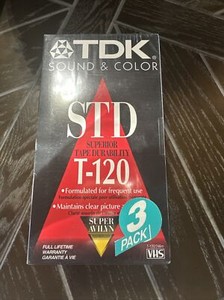 TDK
SOUND & COLOR
STD
SUPERIOR
TAPE DURABILITY
T-120
• Formulated for frequent use
• Maintains clear picture
SUPER
AVILYN
3
PACK
FULL LIFETIME
WARRANTY
GARANTIE À VIE
VHS